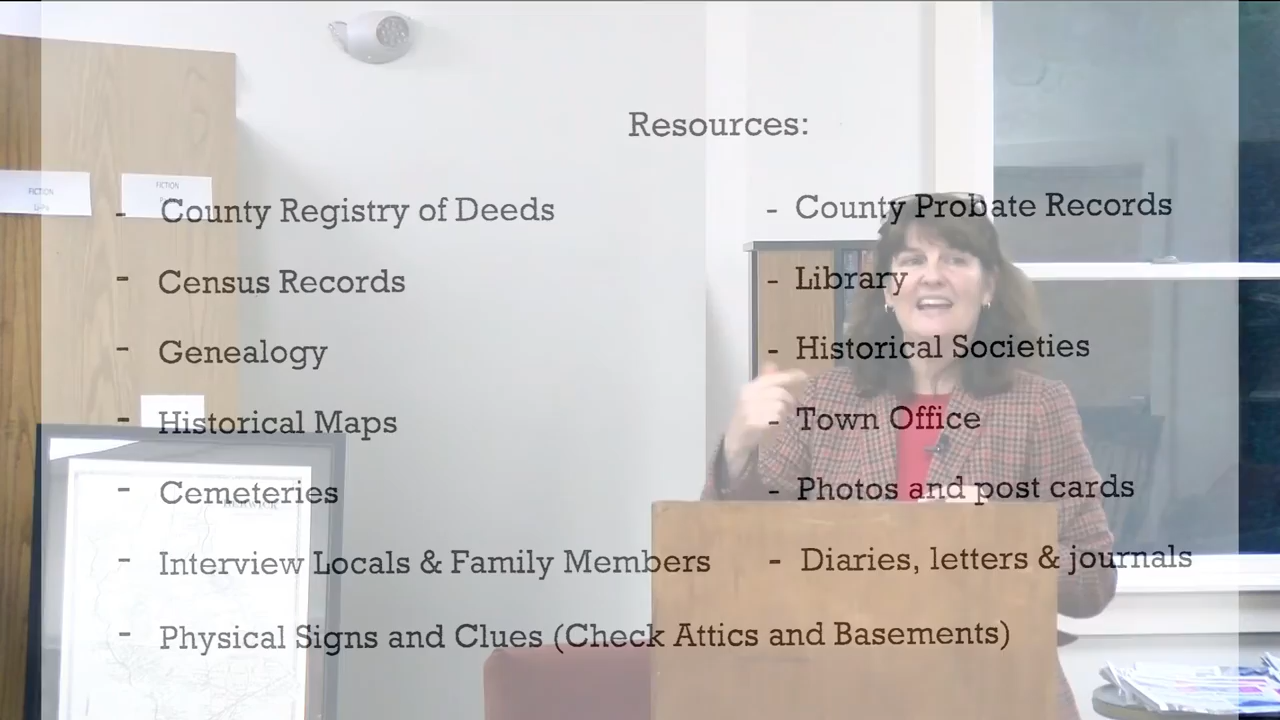 Resources:
- County Registry of Deeds
- Census Records
- Genealogy
- Historical Maps
- Cemeteries
- Interview Locals & Family Members
- Physical Signs and Clues (Check Attics and Basements)
- County Probate Records
- Library
- Historical Societies
- Town Office
- Photos and post cards
- Diaries, letters & journals
FICTION
FICTION